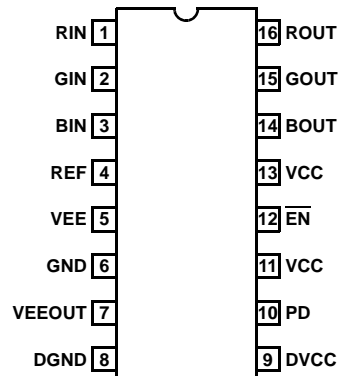 RIN 1 16 ROUT
GIN 2 15 GOUT
BIN 3 14 BOUT
REF 4 13 VCC
VEE 5 12 E̅N̅
GND 6 11 VCC
VEEOUT 7 10 PD
DGND 8 9 DVCC